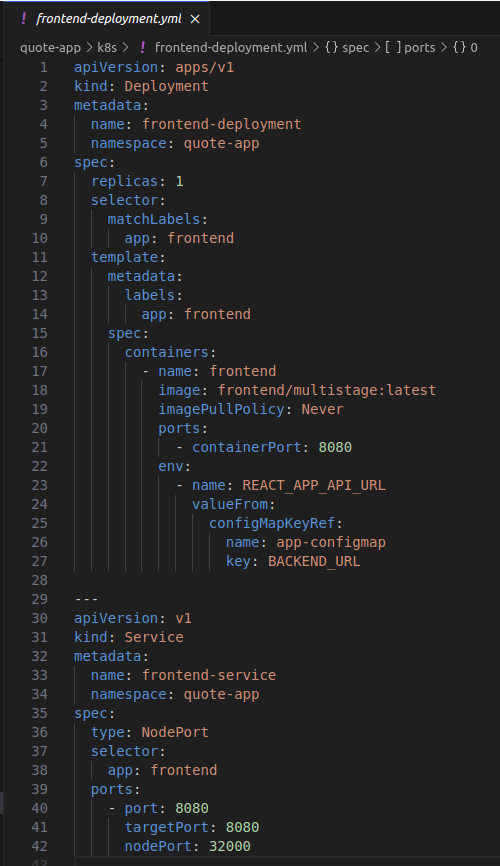 ! frontend-deployment.yml ×
quote-app > k8s > ! frontend-deployment.yml > {} spec > [ ] ports > {} 0
1 apiVersion: apps/v1
2 kind: Deployment
3 metadata:
4   name: frontend-deployment
5   namespace: quote-app
6 spec:
7   replicas: 1
8   selector:
9     matchLabels:
10       app: frontend
11   template:
12     metadata:
13       labels:
14         app: frontend
15     spec:
16       containers:
17         - name: frontend
18           image: frontend/multistage:latest
19           imagePullPolicy: Never
20           ports:
21             - containerPort: 8080
22           env:
23             - name: REACT_APP_API_URL
24               valueFrom:
25                 configMapKeyRef:
26                   name: app-configmap
27                   key: BACKEND_URL
28
29 ---
30 apiVersion: v1
31 kind: Service
32 metadata:
33   name: frontend-service
34   namespace: quote-app
35 spec:
36   type: NodePort
37   selector:
38     app: frontend
39   ports:
40     - port: 8080
41       targetPort: 8080
42       nodePort: 32000
43